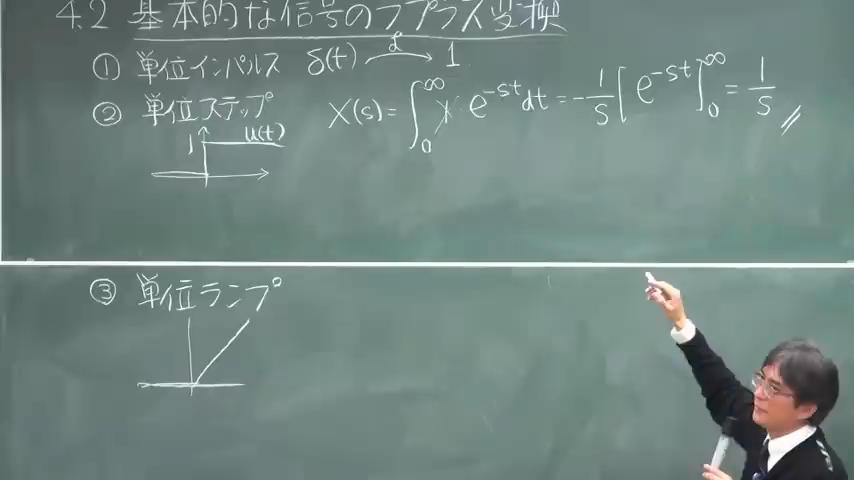 4.2 基本的な信号のラプラス変換
① 単位インパルス δ(t) ℒ→ 1
② 単位ステップ X(s) = ∫₀^∞ 1 e^{-st} dt = -1/s [e^{-st}]₀^∞ = 1/s //
1 u(t)
③ 単位ランプ